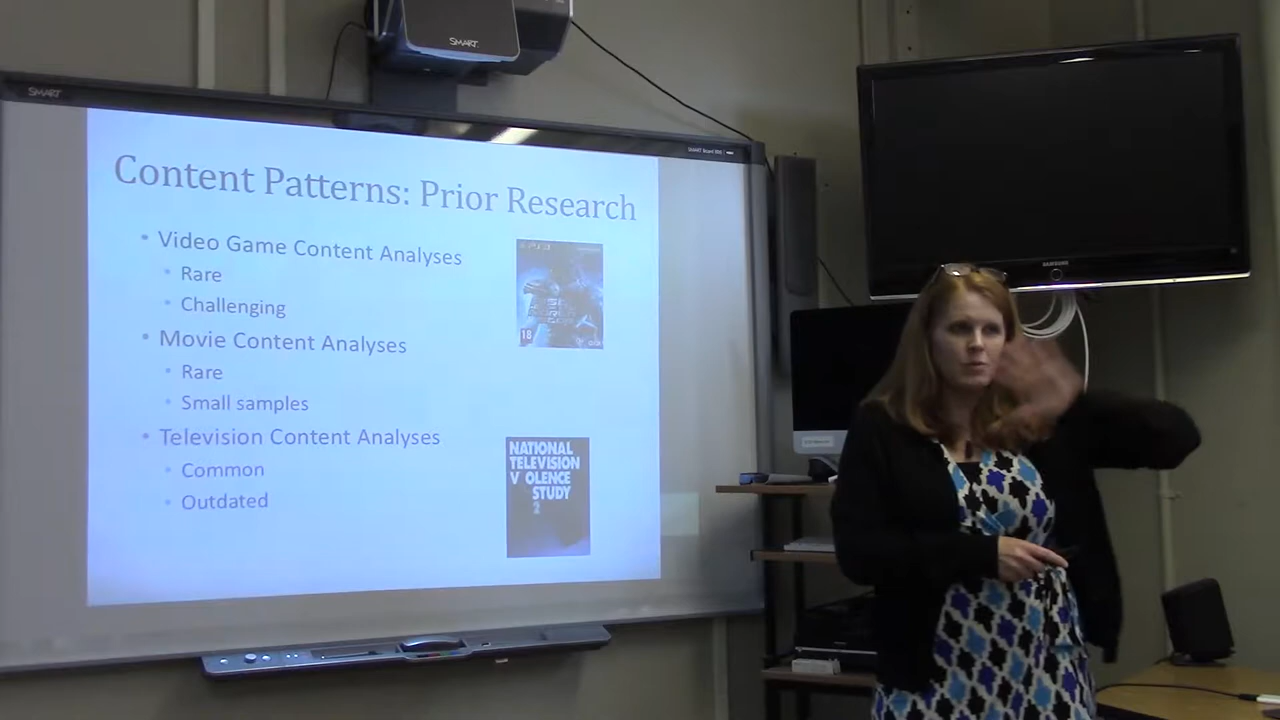 SMART
SMART
Content Patterns: Prior Research
• Video Game Content Analyses
• Rare
• Challenging
• Movie Content Analyses
• Rare
• Small samples
• Television Content Analyses
• Common
• Outdated
18
NATIONAL
TELEVISION
V OLENCE
STUDY
2
SAMSUNG